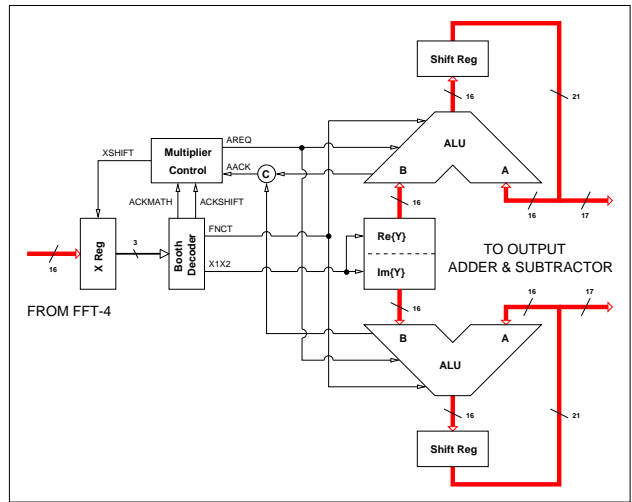 Shift Reg
16
21
ALU
B
A
AREQ
XSHIFT
Multiplier
Control
AACK
C
ACKMATH
ACKSHIFT
16
16
17
FNCT
X Reg
3
Booth
Decoder
Re{Y}
16
X1X2
Im{Y}
TO OUTPUT
ADDER & SUBTRACTOR
FROM FFT-4
16
16
17
B
A
ALU
16
21
Shift Reg